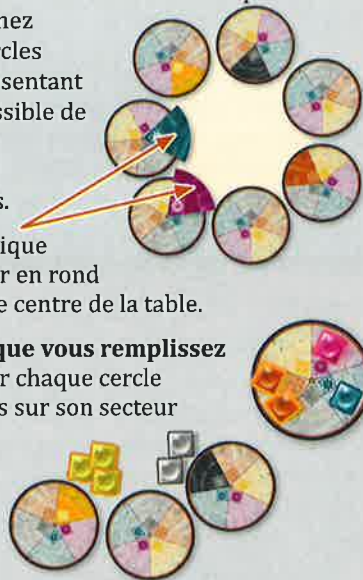 nez
rcles
sentant
ssible de
s.
ique
r en rond
e centre de la table.
que vous remplissez
r chaque cercle
s sur son secteur